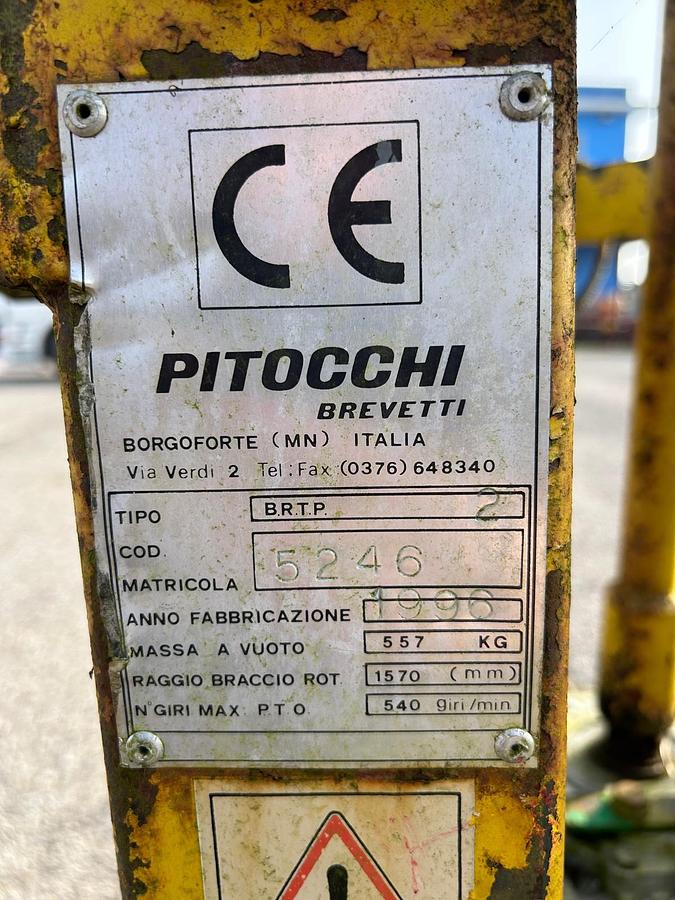 CE
PITOCCHI
BREVETTI
BORGOFORTE (MN) ITALIA
Via Verdi 2 Tel:Fax (0376) 648340
TIPO B.R.T.P. 2
COD.
5246
MATRICOLA
ANNO FABBRICAZIONE 1996
MASSA A VUOTO 557 KG
RAGGIO BRACCIO ROT. 1570 (mm)
N° GIRI MAX. P.T.O. 540 giri/min